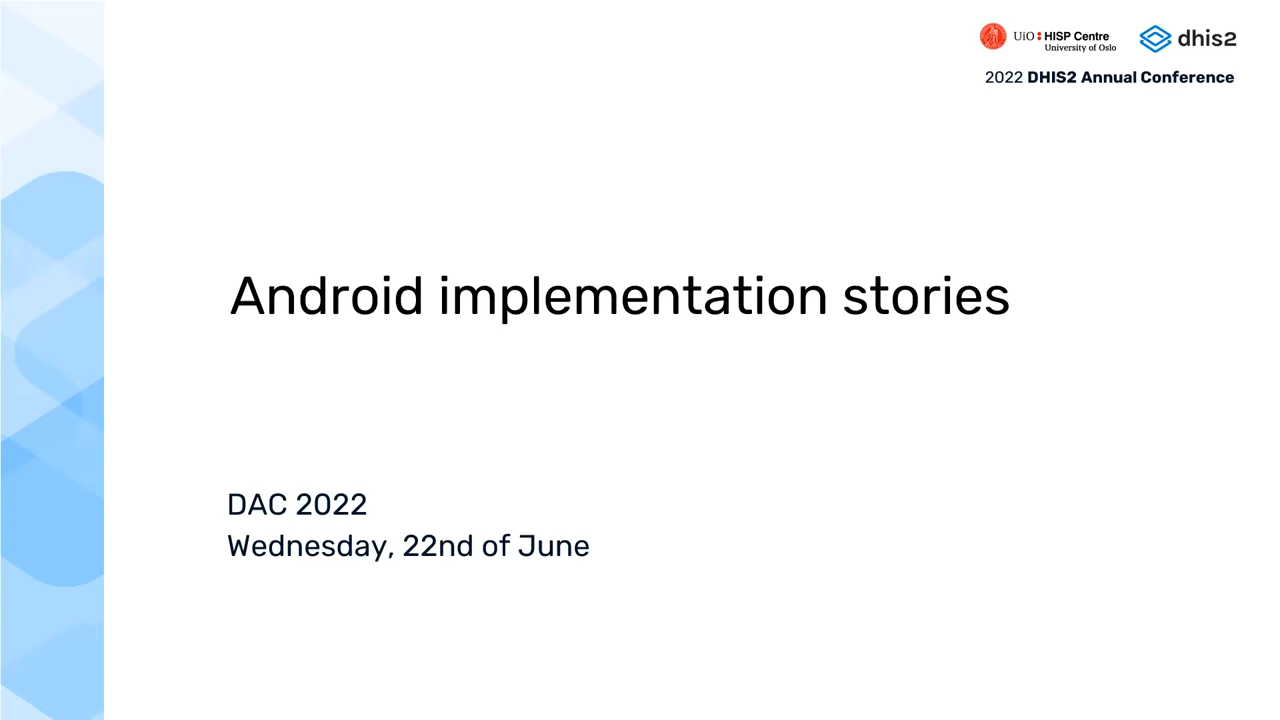 UiO HISP Centre
University of Oslo
dhis2
2022 DHIS2 Annual Conference
Android implementation stories
DAC 2022
Wednesday, 22nd of June